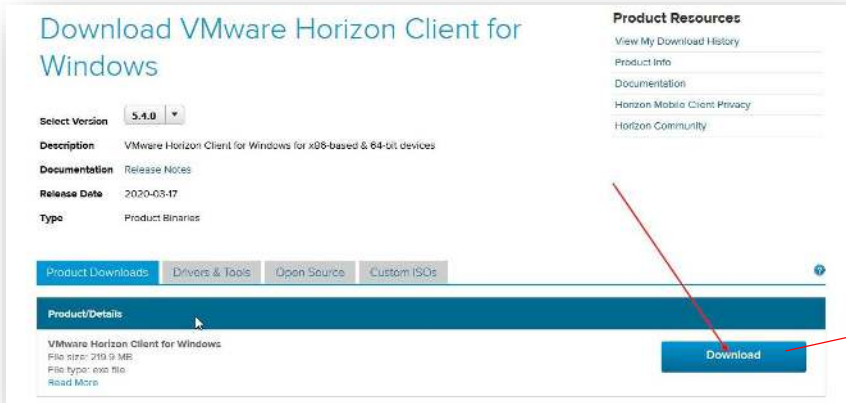 Download VMware Horizon Client for
Windows
Select Version 5.4.0
Description VMware Horizon Client for Windows for x86-based & 64-bit devices
Documentation Release Notes
Release Date 2020-03-17
Type Product Binaries
Product Resources
View My Download History
Product Info
Documentation
Horizon Mobile Client Privacy
Horizon Community
Product Downloads Drivers & Tools Open Source Custom ISOs
?
Product/Details
VMware Horizon Client for Windows
File size: 219.9 MB
File type: exe file
Read More
Download